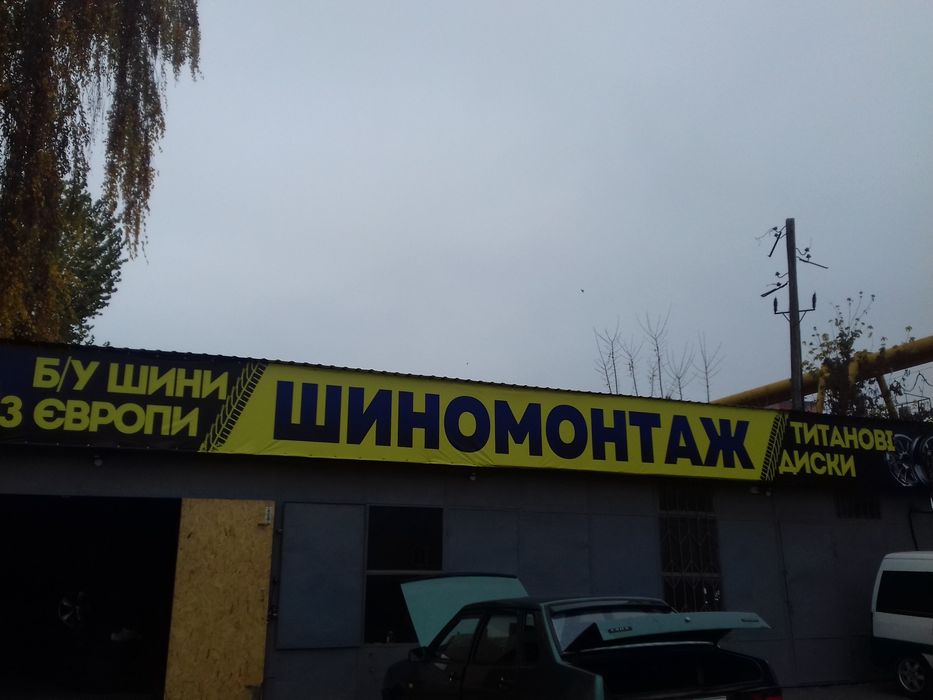 Б/У ШИНИ
З ЄВРОПИ
ШИНОМОНТАЖ
ТИТАНОВІ
ДИСКИ